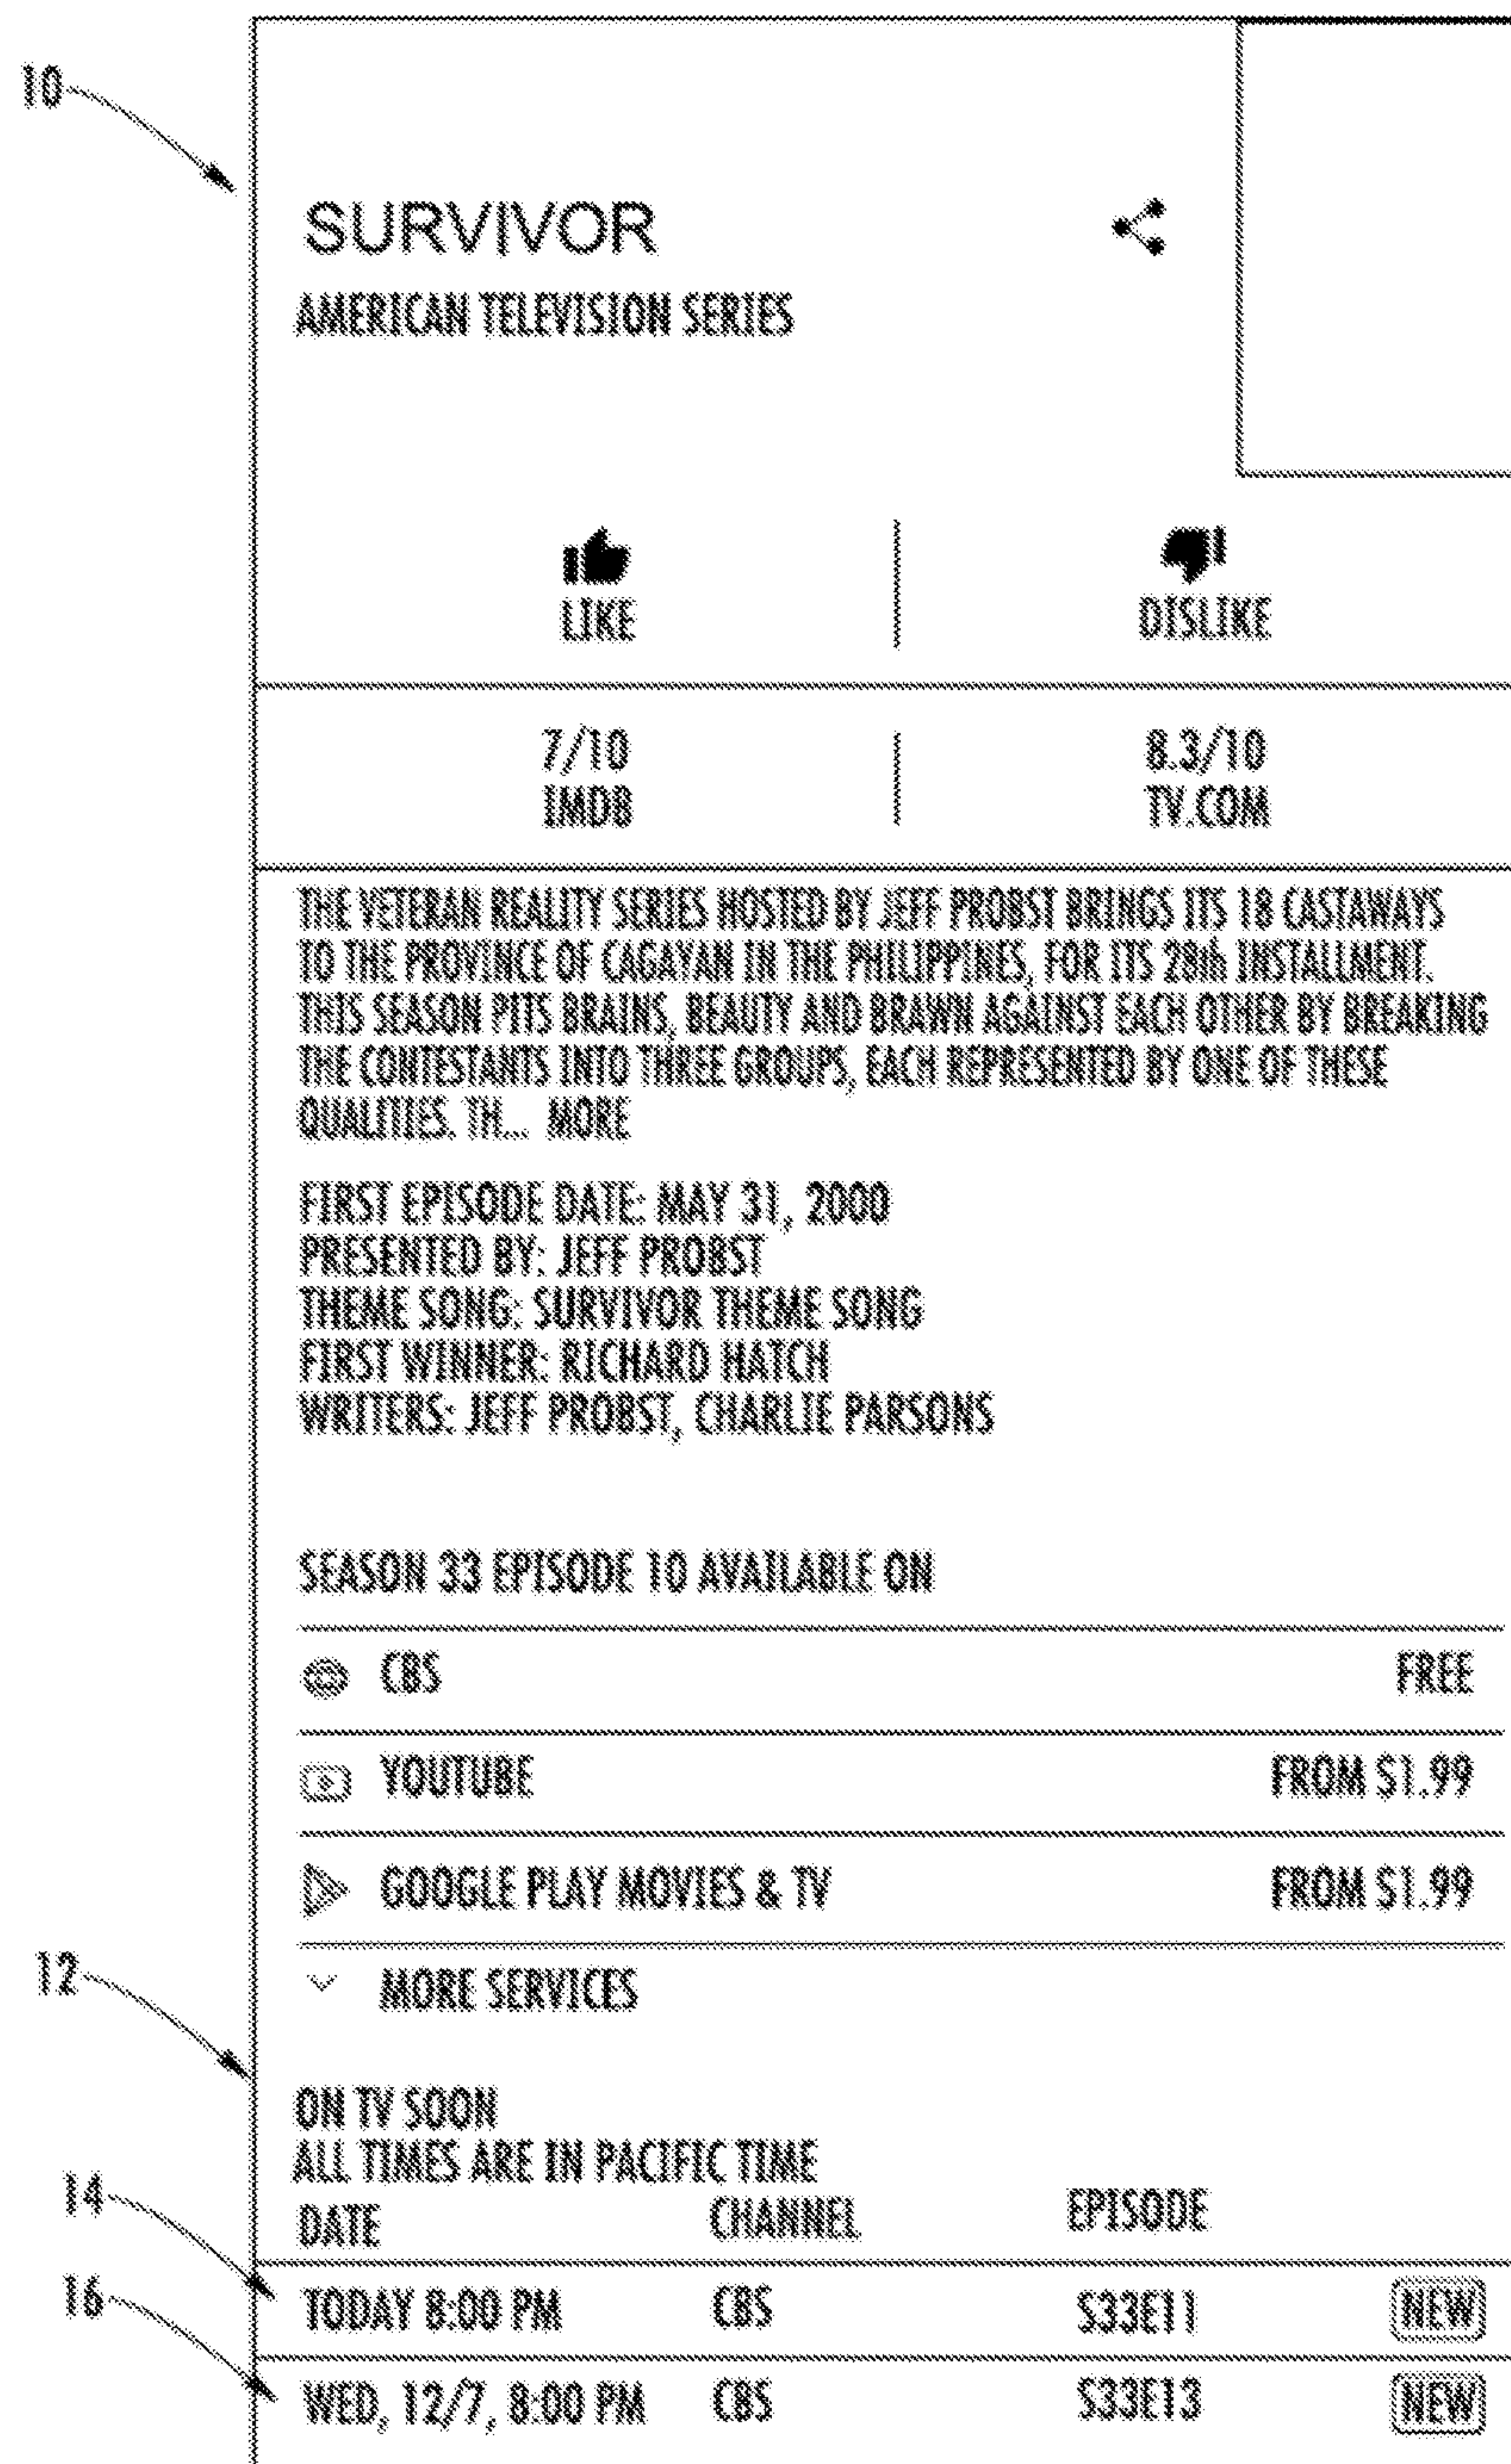 10
SURVIVOR
AMERICAN TELEVISION SERIES
LIKE DISLIKE
7/10 8.3/10
IMDB TV.COM
THE VETERAN REALITY SERIES HOSTED BY JEFF PROBST BRINGS ITS 18 CASTAWAYS
TO THE PROVINCE OF CAGAYAN IN THE PHILIPPINES, FOR ITS 28th INSTALLMENT.
THIS SEASON PITS BRAINS, BEAUTY AND BRAWN AGAINST EACH OTHER BY BREAKING
THE CONTESTANTS INTO THREE GROUPS, EACH REPRESENTED BY ONE OF THESE
QUALITIES. TH... MORE
FIRST EPISODE DATE: MAY 31, 2000
PRESENTED BY: JEFF PROBST
THEME SONG: SURVIVOR THEME SONG
FIRST WINNER: RICHARD HATCH
WRITERS: JEFF PROBST, CHARLIE PARSONS
SEASON 33 EPISODE 10 AVAILABLE ON
CBS FREE
YOUTUBE FROM $1.99
GOOGLE PLAY MOVIES & TV FROM $1.99
12
MORE SERVICES
ON TV SOON
ALL TIMES ARE IN PACIFIC TIME
14
DATE CHANNEL EPISODE
16
TODAY 8:00 PM CBS S33E11 NEW
WED, 12/7, 8:00 PM CBS S33E13 NEW